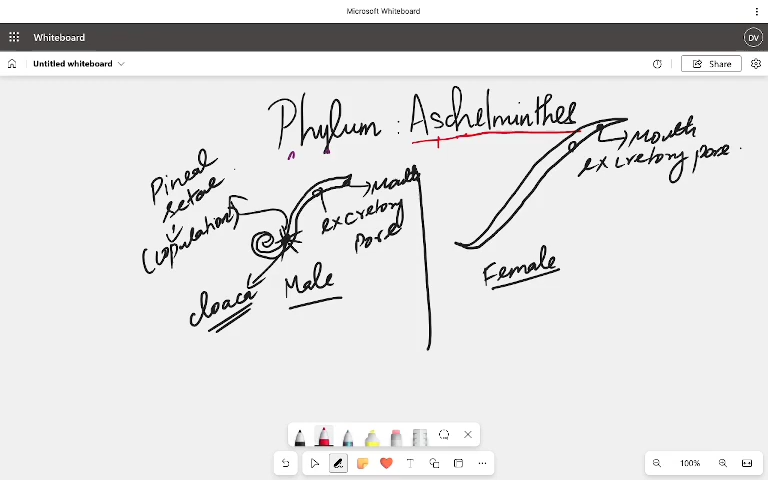 Microsoft Whiteboard
Whiteboard
DV
Untitled whiteboard
Share
Phylum : Aschelminthes
Mouth
excretory pore.
Pineal
setae
(copulation)
Mouth
excretory
pore
Female
Male
cloaca
100%